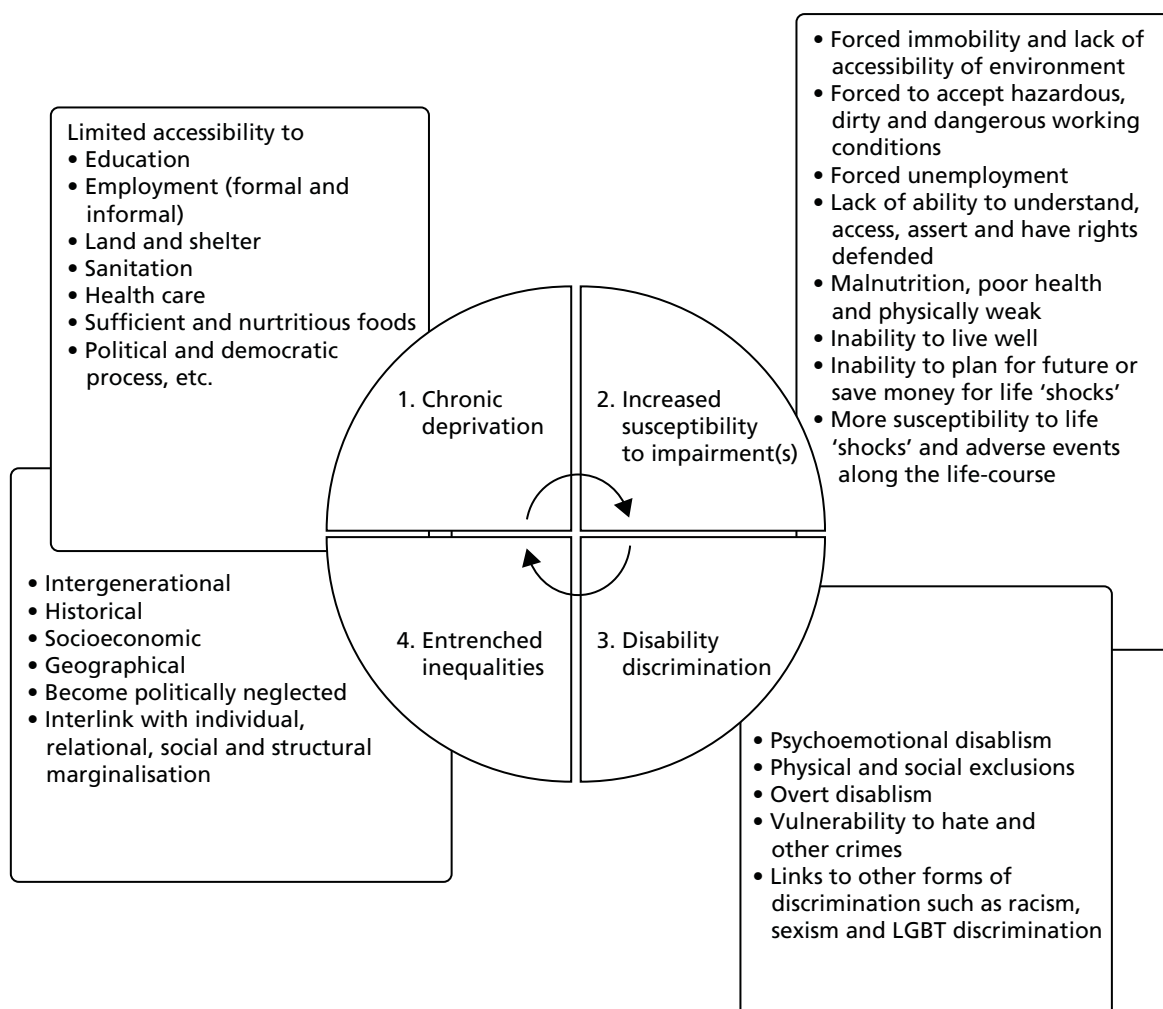 Limited accessibility to
• Education
• Employment (formal and
informal)
• Land and shelter
• Sanitation
• Health care
• Sufficient and nurtritious foods
• Political and democratic
process, etc.
• Forced immobility and lack of
accessibility of environment
• Forced to accept hazardous,
dirty and dangerous working
conditions
• Forced unemployment
• Lack of ability to understand,
access, assert and have rights
defended
• Malnutrition, poor health
and physically weak
• Inability to live well
• Inability to plan for future or
save money for life ‘shocks’
• More susceptibility to life
‘shocks’ and adverse events
along the life-course
1. Chronic
deprivation
2. Increased
susceptibility
to impairment(s)
4. Entrenched
inequalities
3. Disability
discrimination
• Intergenerational
• Historical
• Socioeconomic
• Geographical
• Become politically neglected
• Interlink with individual,
relational, social and structural
marginalisation
• Psychoemotional disablism
• Physical and social exclusions
• Overt disablism
• Vulnerability to hate and
other crimes
• Links to other forms of
discrimination such as racism,
sexism and LGBT discrimination